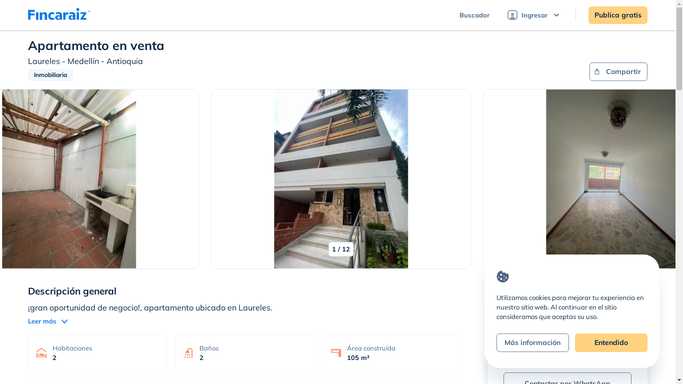 Fincaraiz
Buscador
Ingresar
Publica gratis
Apartamento en venta
Laureles - Medellín - Antioquia
Inmobiliaria
Compartir
1 / 12
Descripción general
¡gran oportunidad de negocio!, apartamento ubicado en Laureles.
Leer más
Habitaciones
2
Baños
2
Área construida
105 m²
Utilizamos cookies para mejorar tu experiencia en
nuestro sitio web. Al continuar en el sitio
consideramos que aceptas su uso.
Más información
Entendido
Contactar por WhatsApp